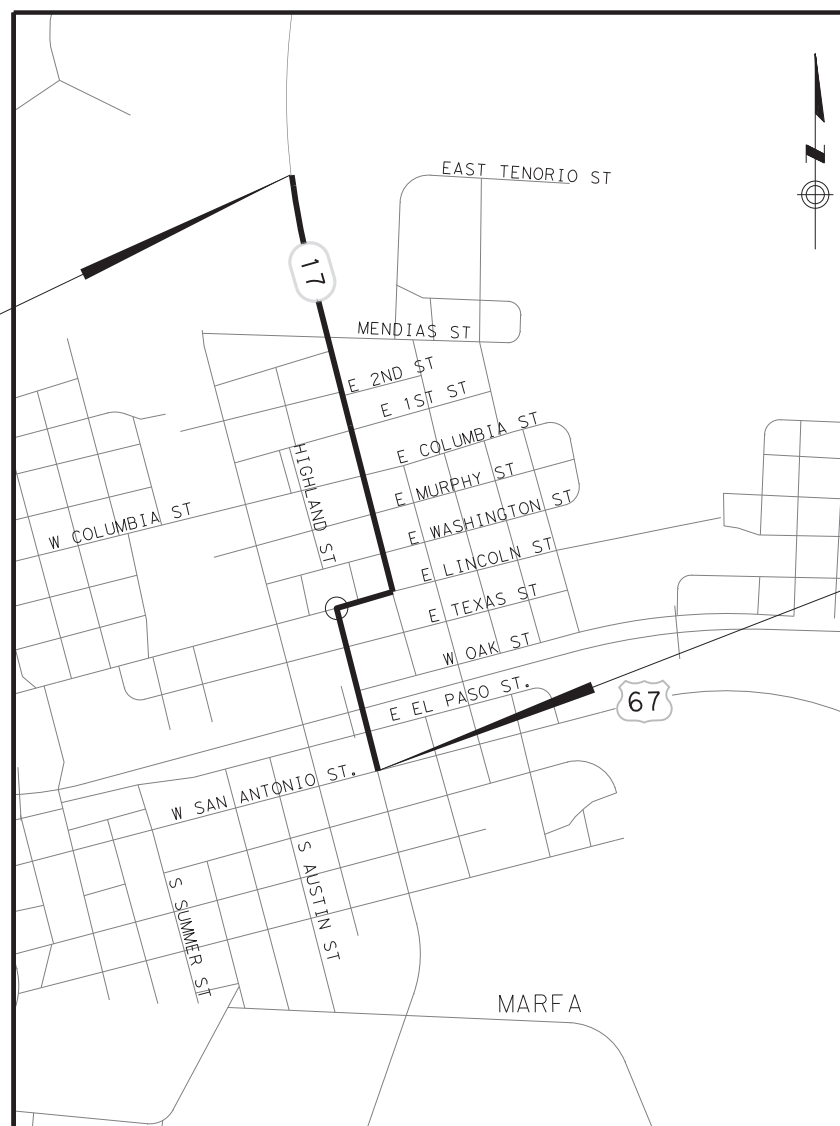 N
EAST TENORIO ST
17
MENDIAS ST
E 2ND ST
E 1ST ST
E COLUMBIA ST
HIGHLAND ST
E MURPHY ST
W COLUMBIA ST
E WASHINGTON ST
E LINCOLN ST
E TEXAS ST
W OAK ST
E EL PASO ST.
67
W SAN ANTONIO ST.
S AUSTIN ST
S SUMMER ST
MARFA